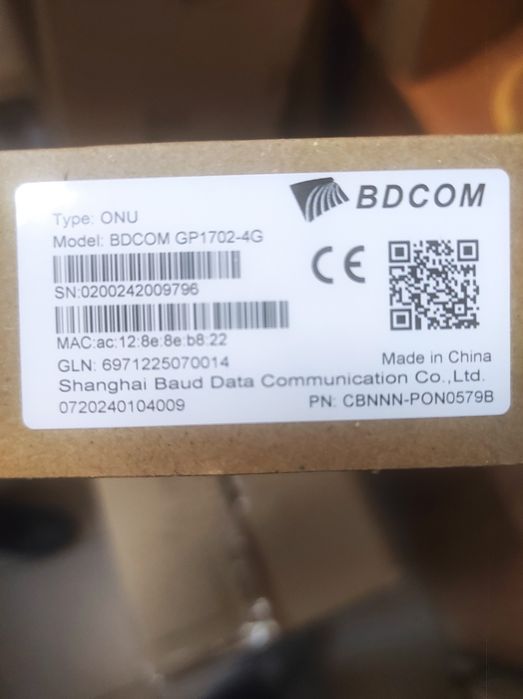 BDCOM
Type: ONU
Model: BDCOM GP1702-4G
CE
SN:0200242009796
MAC:ac:12:8e:8e:b8:22
GLN: 6971225070014
Made in China
Shanghai Baud Data Communication Co.,Ltd.
0720240104009
PN: CBNNN-PON0579B